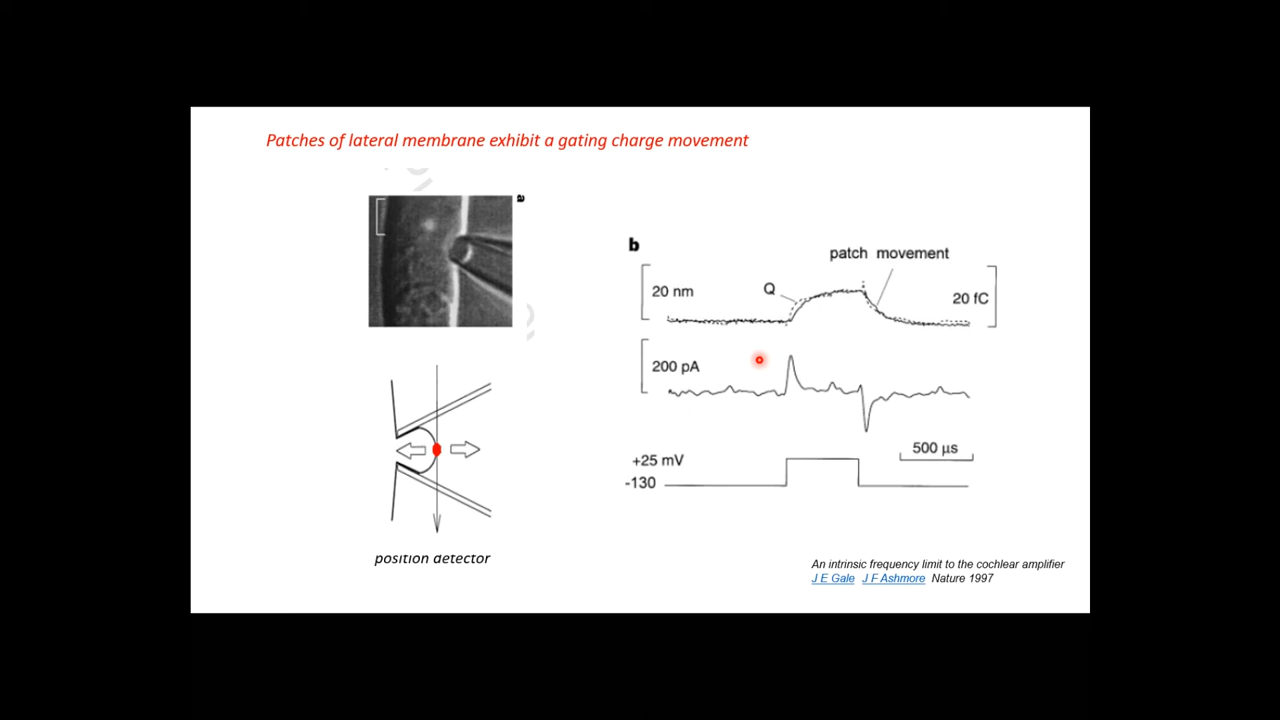 Patches of lateral membrane exhibit a gating charge movement
a
b
patch movement
Q
20 nm
20 fC
200 pA
500 µs
+25 mV
-130
position detector
An intrinsic frequency limit to the cochlear amplifier
J E Gale J F Ashmore Nature 1997